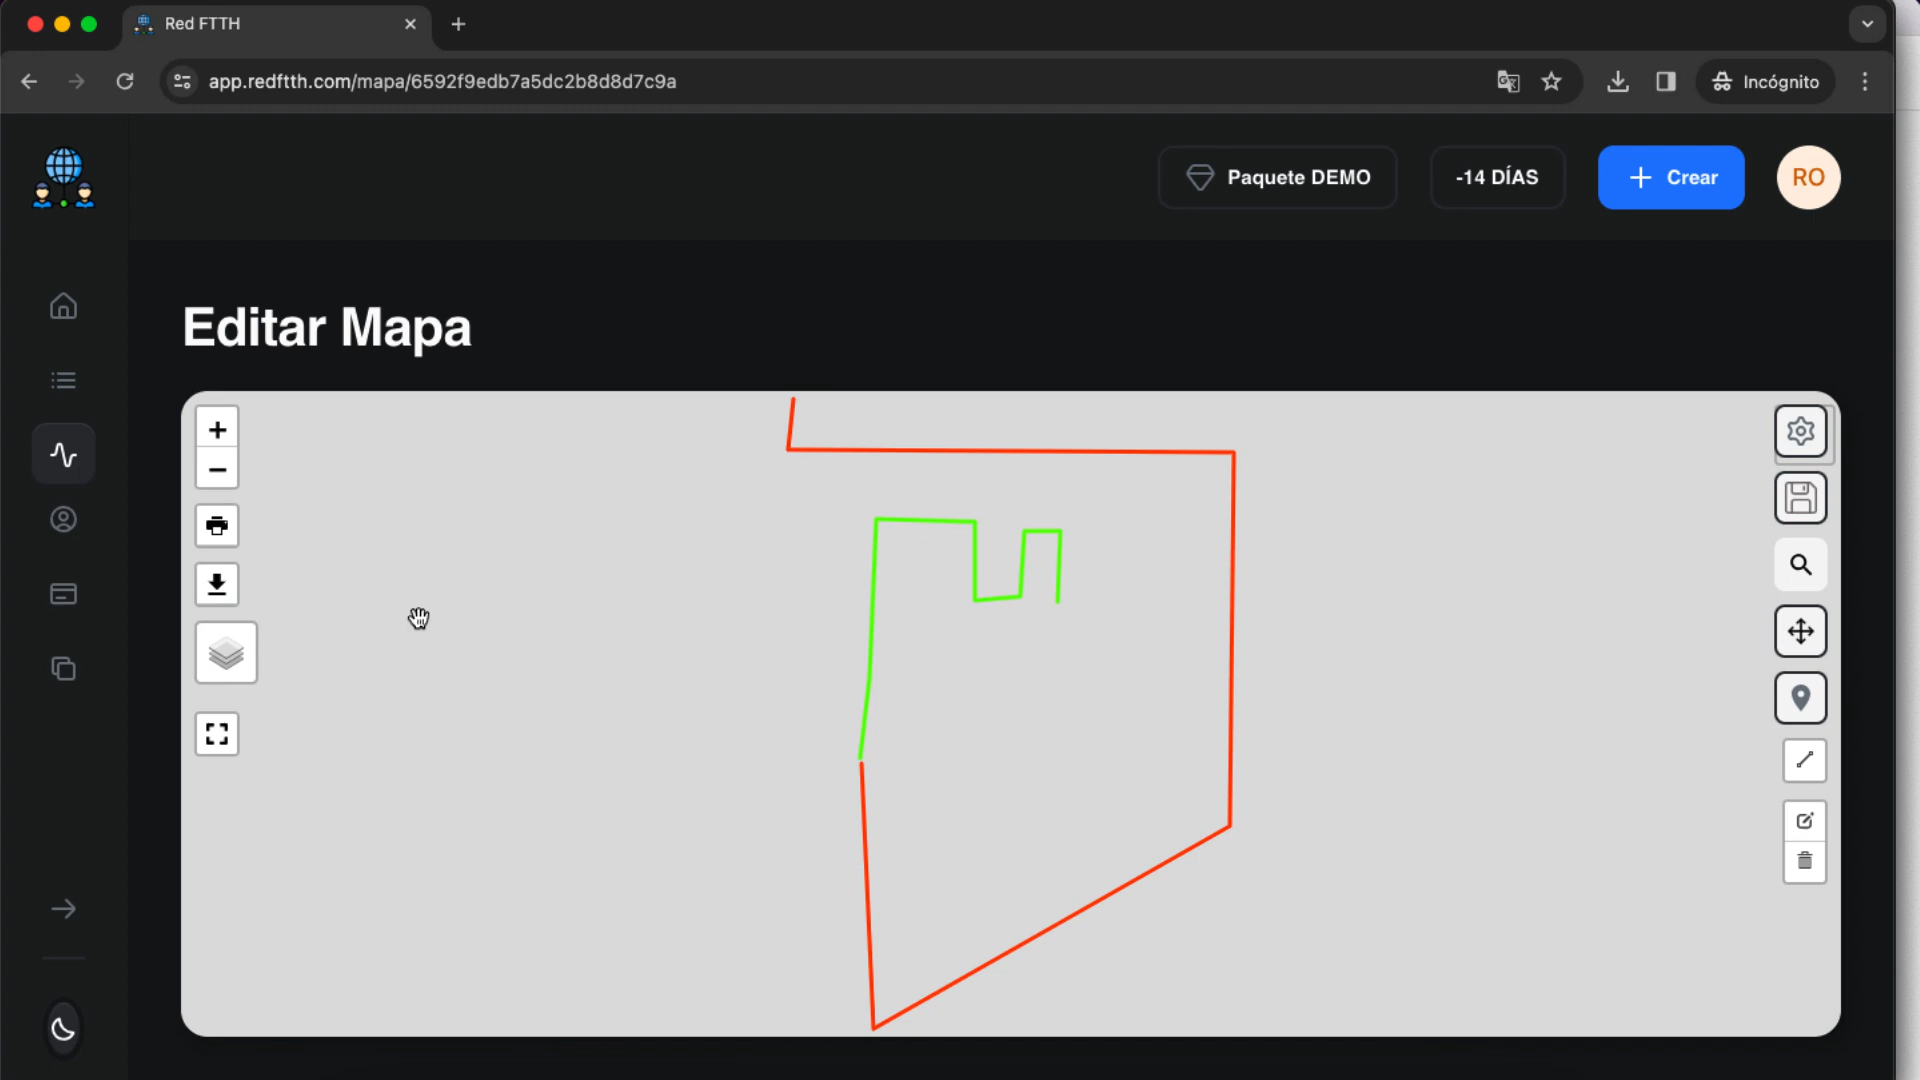 Red FTTH
app.redftth.com/mapa/6592f9edb7a5dc2b8d8d7c9a
Incógnito
Paquete DEMO
-14 DÍAS
+ Crear
RO
Editar Mapa
+
−